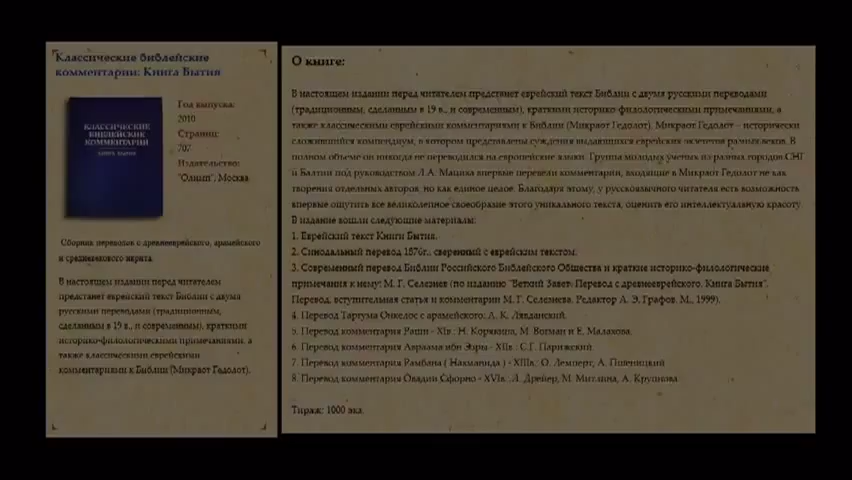 Классические библейские
комментарии: Книга Бытия
КЛАССИЧЕСКИЕ
БИБЛЕЙСКИЕ
КОММЕНТАРИИ
КНИГА БЫТИЯ
Год выпуска:
2010
Страниц:
707
Издательство:
"Олимп", Москва
Сборник переводов с древнееврейского, арамейского
и средневекового иврита.
В настоящем издании перед читателем
предстанет еврейский текст Библии с двумя
русскими переводами (традиционным,
сделанным в 19 в., и современным), краткими
историко-филологическими примечаниями, а
также классическими еврейскими
комментариями к Библии (Микраот Гедолот).
О книге:
В настоящем издании перед читателем предстанет еврейский текст Библии с двумя русскими переводами
(традиционным, сделанным в 19 в., и современным), краткими историко-филологическими примечаниями, а
также классическими еврейскими комментариями к Библии (Микраот Гедолот). Микраот Гедолот - исторически
сложившийся компендиум, в котором представлены суждения выдающихся еврейских экзегетов разных веков. В
полном объеме он никогда не переводился на европейские языки. Группа молодых ученых из разных городов СНГ
и Балтии под руководством Л.А. Мацика впервые перевели комментарии, входящие в Микраот Гедолот не как
творения отдельных авторов, но как единое целое. Благодаря этому, у русскоязычного читателя есть возможность
впервые ощутить все великолепное своеобразие этого уникального текста, оценить его интеллектуальную красоту.
В издание вошли следующие материалы:
1. Еврейский текст Книги Бытия.
2. Синодальный перевод 1876г., сверенный с еврейским текстом.
3. Современный перевод Библии Российского Библейского Общества и краткие историко-филологические
примечания к нему: М. Г. Селезнев (по изданию "Ветхий Завет: Перевод с древнееврейского. Книга Бытия".
Перевод, вступительная статья и комментарии М. Г. Селезнева. Редактор А. Э. Графов. М., 1999).
4. Перевод Таргума Онкелос с арамейского: А. К. Лявданский.
5. Перевод комментария Раши - XIв.: Н. Корякина, М. Вогман и Е. Малахова.
6. Перевод комментария Авраама ибн Эзры - XIIв.: С.Г. Парижский.
7. Перевод комментария Рамбана ( Нахманида ) - XIIIв.: О. Лемперт, А. Пшеницкий
8. Перевод комментария Овадии Сфорно - XVIв.: Л. Дрейер, М. Митлина, А. Крупнова.
Тираж: 1000 экз.